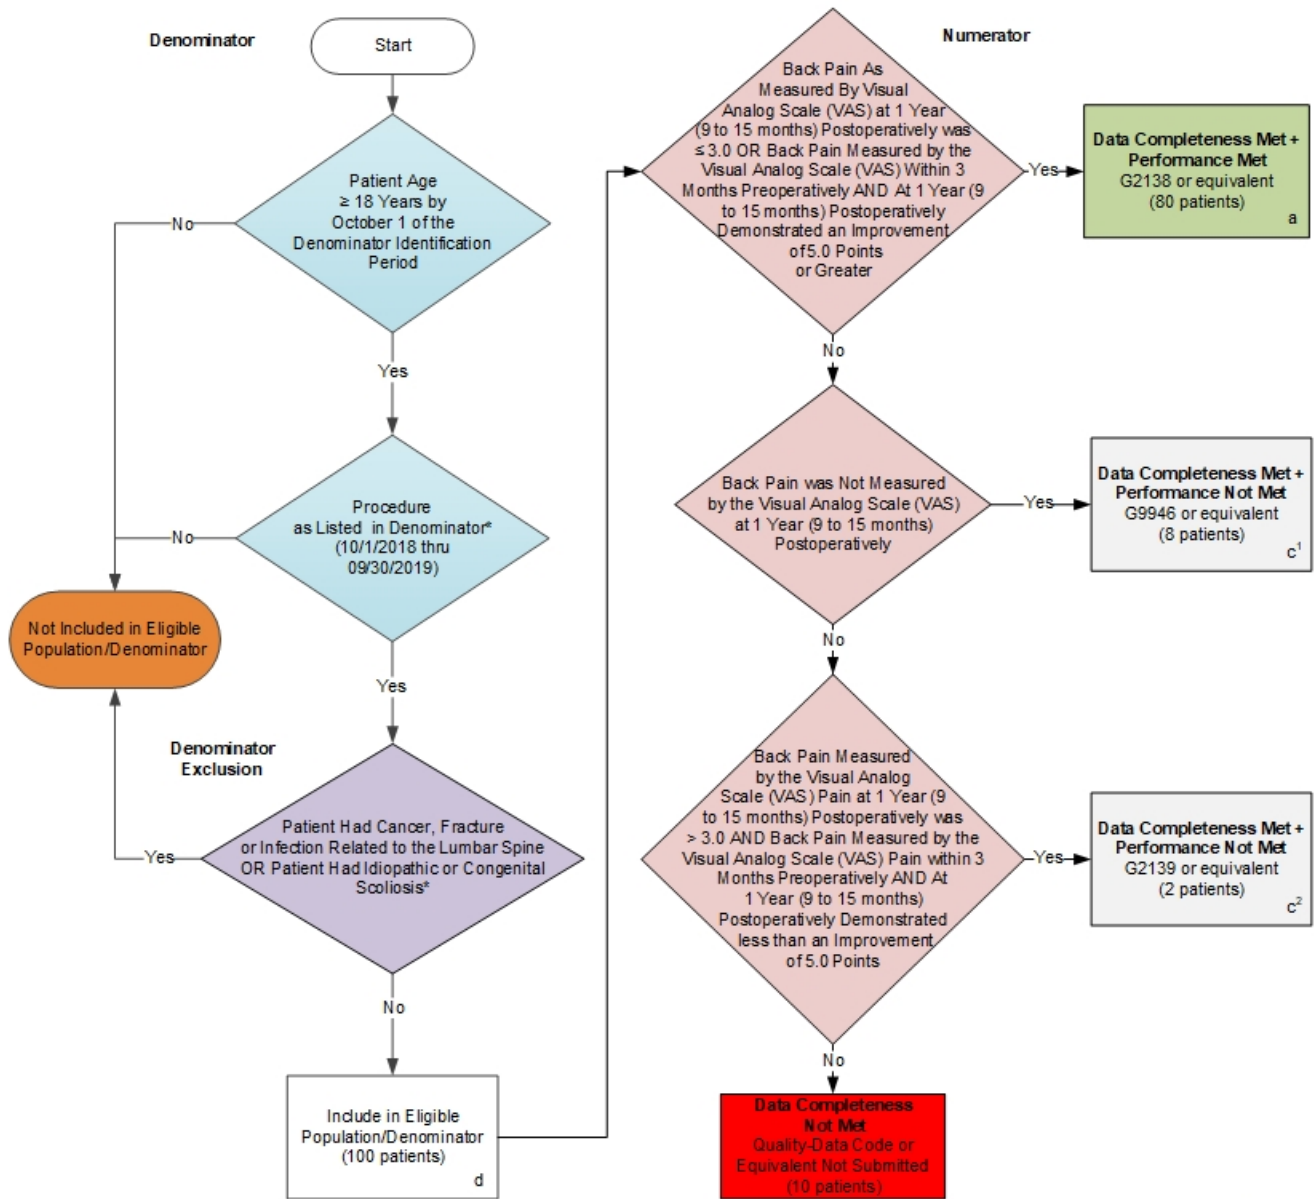 Denominator
Start
Patient Age
≥ 18 Years by
October 1 of the
Denominator Identification
Period
No
Yes
Procedure
as Listed in Denominator*
(10/1/2018 thru
09/30/2019)
No
Not Included in Eligible
Population/Denominator
Yes
Denominator
Exclusion
Patient Had Cancer, Fracture
or Infection Related to the Lumbar Spine
OR Patient Had Idiopathic or Congenital
Scoliosis*
Yes
No
Include in Eligible
Population/Denominator
(100 patients)
d
Numerator
Back Pain As
Measured By Visual
Analog Scale (VAS) at 1 Year
(9 to 15 months) Postoperatively was
≤ 3.0 OR Back Pain Measured by the
Visual Analog Scale (VAS) Within 3
Months Preoperatively AND At 1 Year (9
to 15 months) Postoperatively
Demonstrated an Improvement
of 5.0 Points
or Greater
Yes
Data Completeness Met +
Performance Met
G2138 or equivalent
(80 patients)
a
No
Back Pain was Not Measured
by the Visual Analog Scale (VAS)
at 1 Year (9 to 15 months)
Postoperatively
Yes
Data Completeness Met +
Performance Not Met
G9946 or equivalent
(8 patients)
c¹
No
Back Pain Measured
by the Visual Analog
Scale (VAS) Pain at 1 Year (9
to 15 months) Postoperatively was
> 3.0 AND Back Pain Measured by the
Visual Analog Scale (VAS) Pain within 3
Months Preoperatively AND At
1 Year (9 to 15 months)
Postoperatively Demonstrated
less than an Improvement
of 5.0 Points
Yes
Data Completeness Met +
Performance Not Met
G2139 or equivalent
(2 patients)
c²
No
Data Completeness
Not Met
Quality-Data Code or
Equivalent Not Submitted
(10 patients)